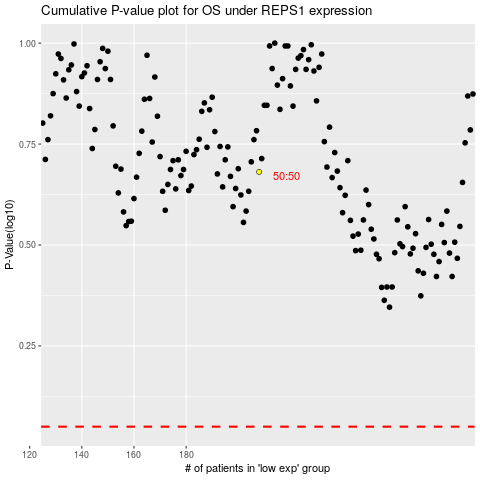 Cumulative P-value plot for OS under REPS1 expression
1.00
0.75
0.50
0.25
P-Value(log10)
50:50
120 140 160 180
# of patients in 'low exp' group